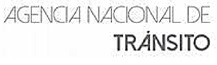 AGENCIA NACIONAL DE
TRÁNSITO